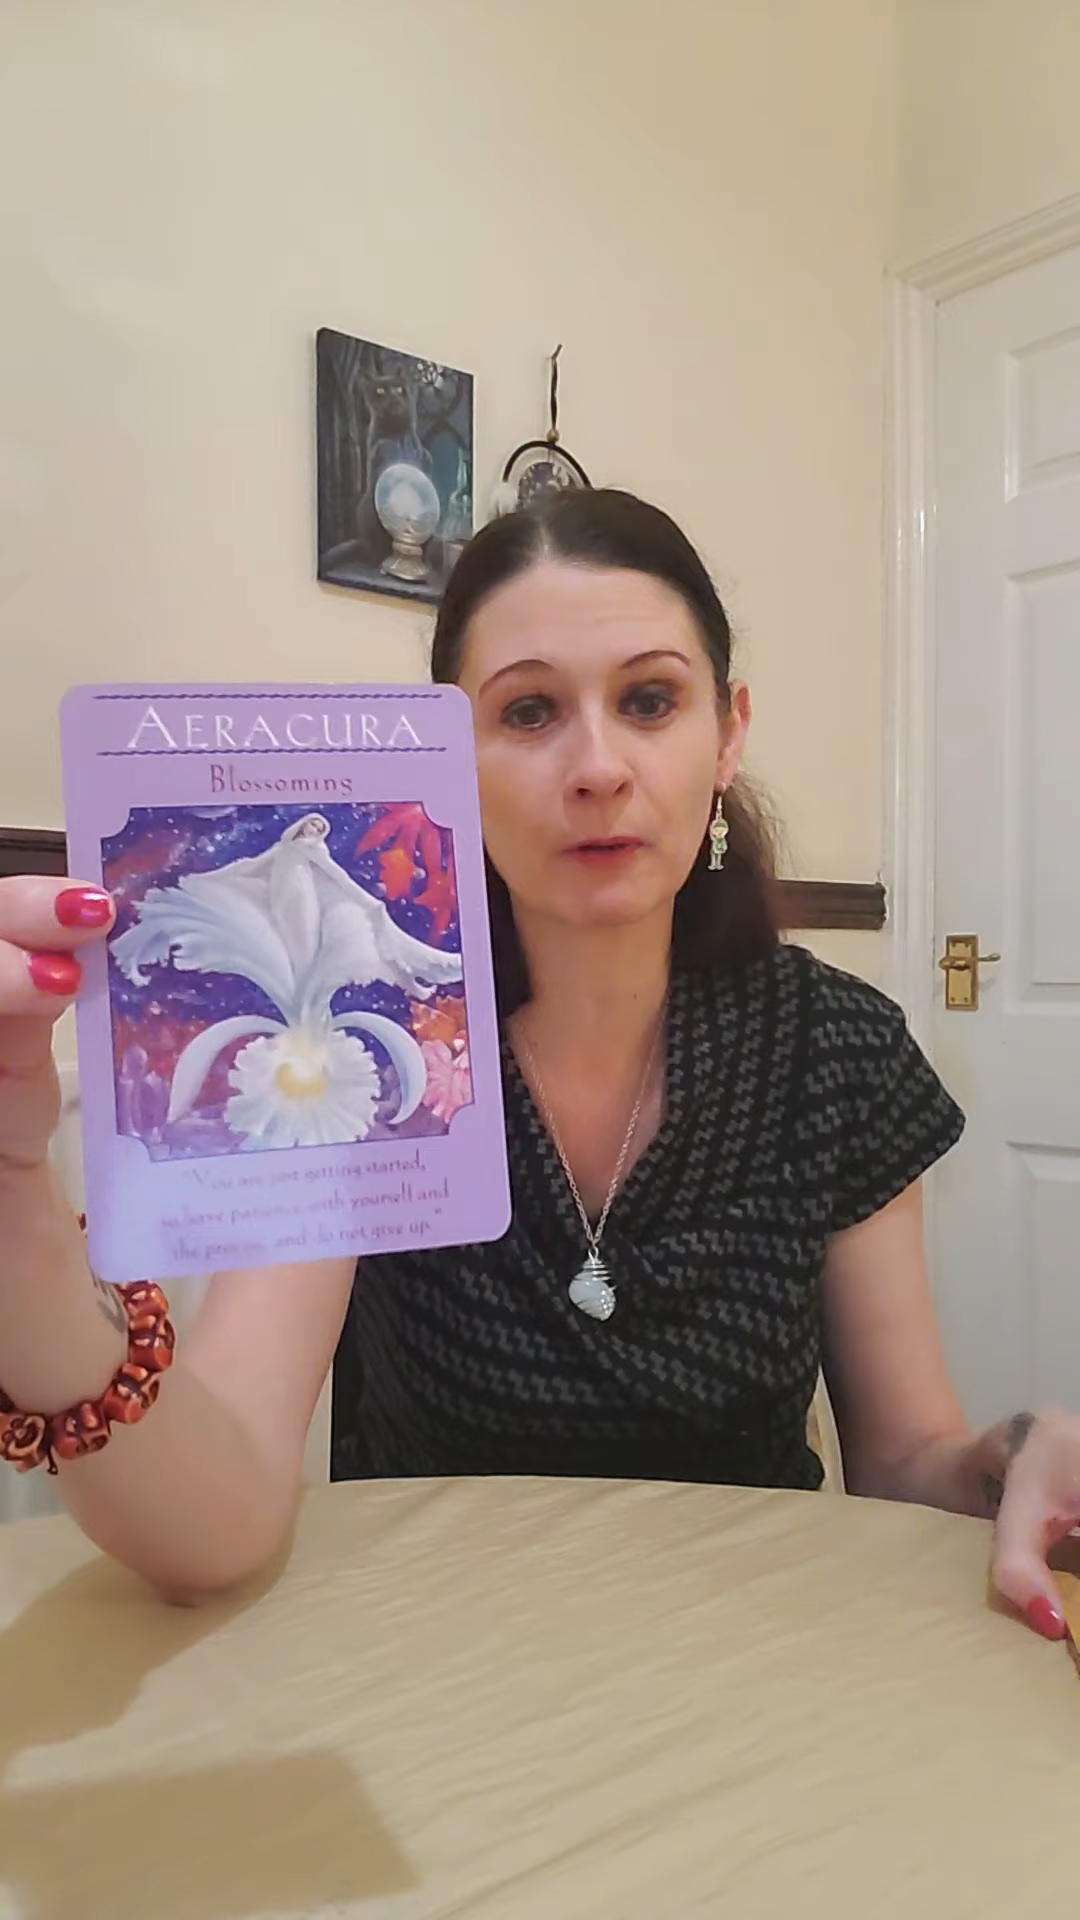 AERACURA
Blossoming
"You are just getting started,
so have patience with yourself and
the process, and do not give up."